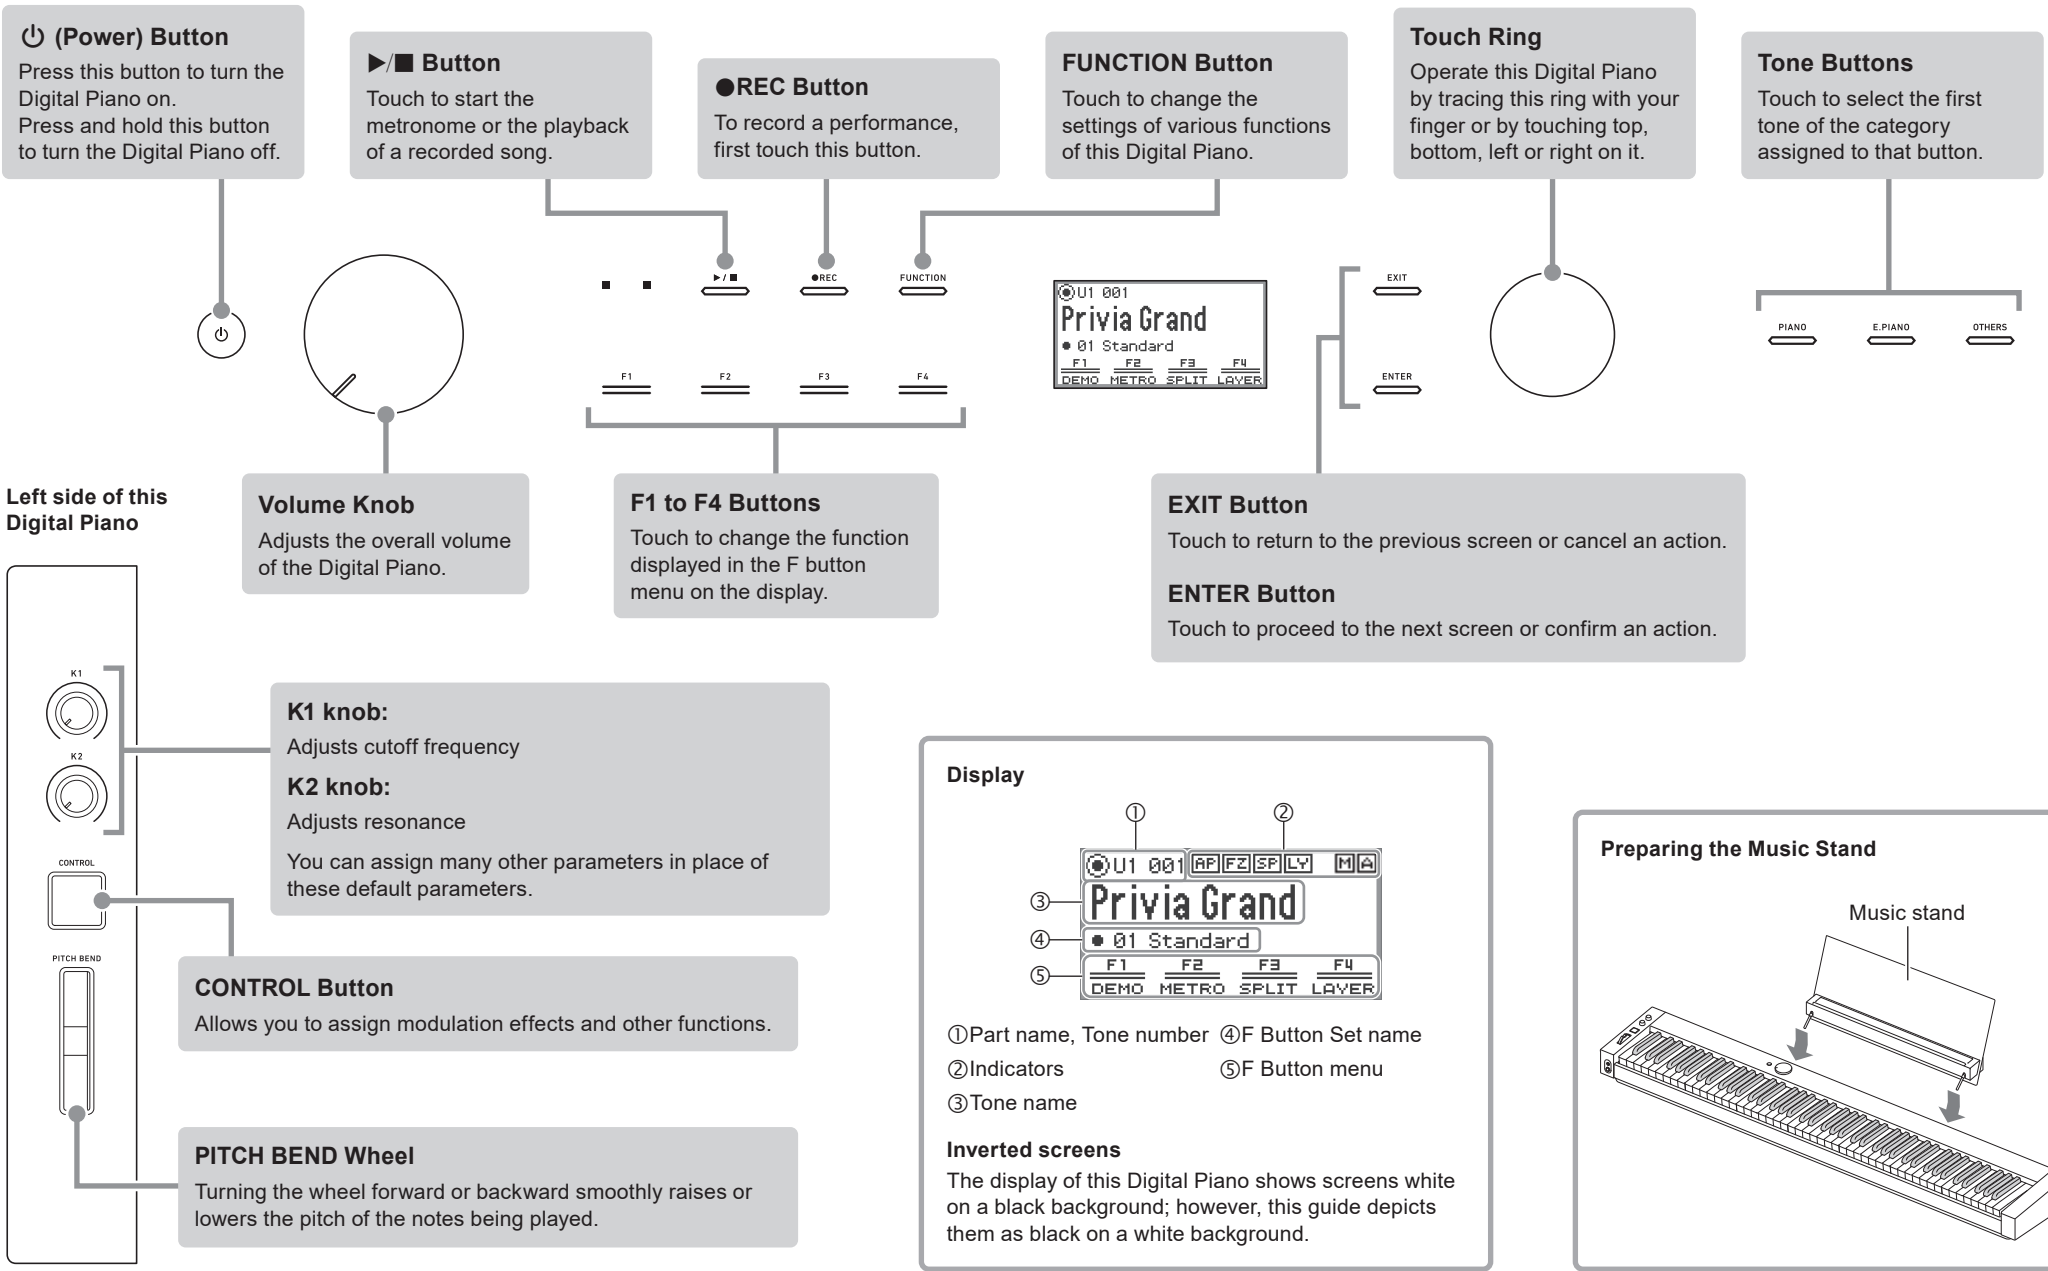 ⏻ (Power) Button
Press this button to turn the
Digital Piano on.
Press and hold this button
to turn the Digital Piano off.
▶/■ Button
Touch to start the
metronome or the playback
of a recorded song.
●REC Button
To record a performance,
first touch this button.
FUNCTION Button
Touch to change the
settings of various functions
of this Digital Piano.
Touch Ring
Operate this Digital Piano
by tracing this ring with your
finger or by touching top,
bottom, left or right on it.
Tone Buttons
Touch to select the first
tone of the category
assigned to that button.
▶/■
●REC
FUNCTION
F1
F2
F3
F4
U1 001
Privia Grand
● 01 Standard
F1 F2 F3 F4
DEMO METRO SPLIT LAYER
EXIT
ENTER
PIANO
E.PIANO
OTHERS
Left side of this
Digital Piano
Volume Knob
Adjusts the overall volume
of the Digital Piano.
F1 to F4 Buttons
Touch to change the function
displayed in the F button
menu on the display.
EXIT Button
Touch to return to the previous screen or cancel an action.
ENTER Button
Touch to proceed to the next screen or confirm an action.
K1
K2
CONTROL
PITCH BEND
K1 knob:
Adjusts cutoff frequency
K2 knob:
Adjusts resonance
You can assign many other parameters in place of
these default parameters.
CONTROL Button
Allows you to assign modulation effects and other functions.
PITCH BEND Wheel
Turning the wheel forward or backward smoothly raises or
lowers the pitch of the notes being played.
Display
① ②
U1 001 AP FZ SP LY M A
③ Privia Grand
④ ● 01 Standard
⑤ F1 F2 F3 F4
DEMO METRO SPLIT LAYER
①Part name, Tone number ④F Button Set name
②Indicators ⑤F Button menu
③Tone name
Inverted screens
The display of this Digital Piano shows screens white
on a black background; however, this guide depicts
them as black on a white background.
Preparing the Music Stand
Music stand